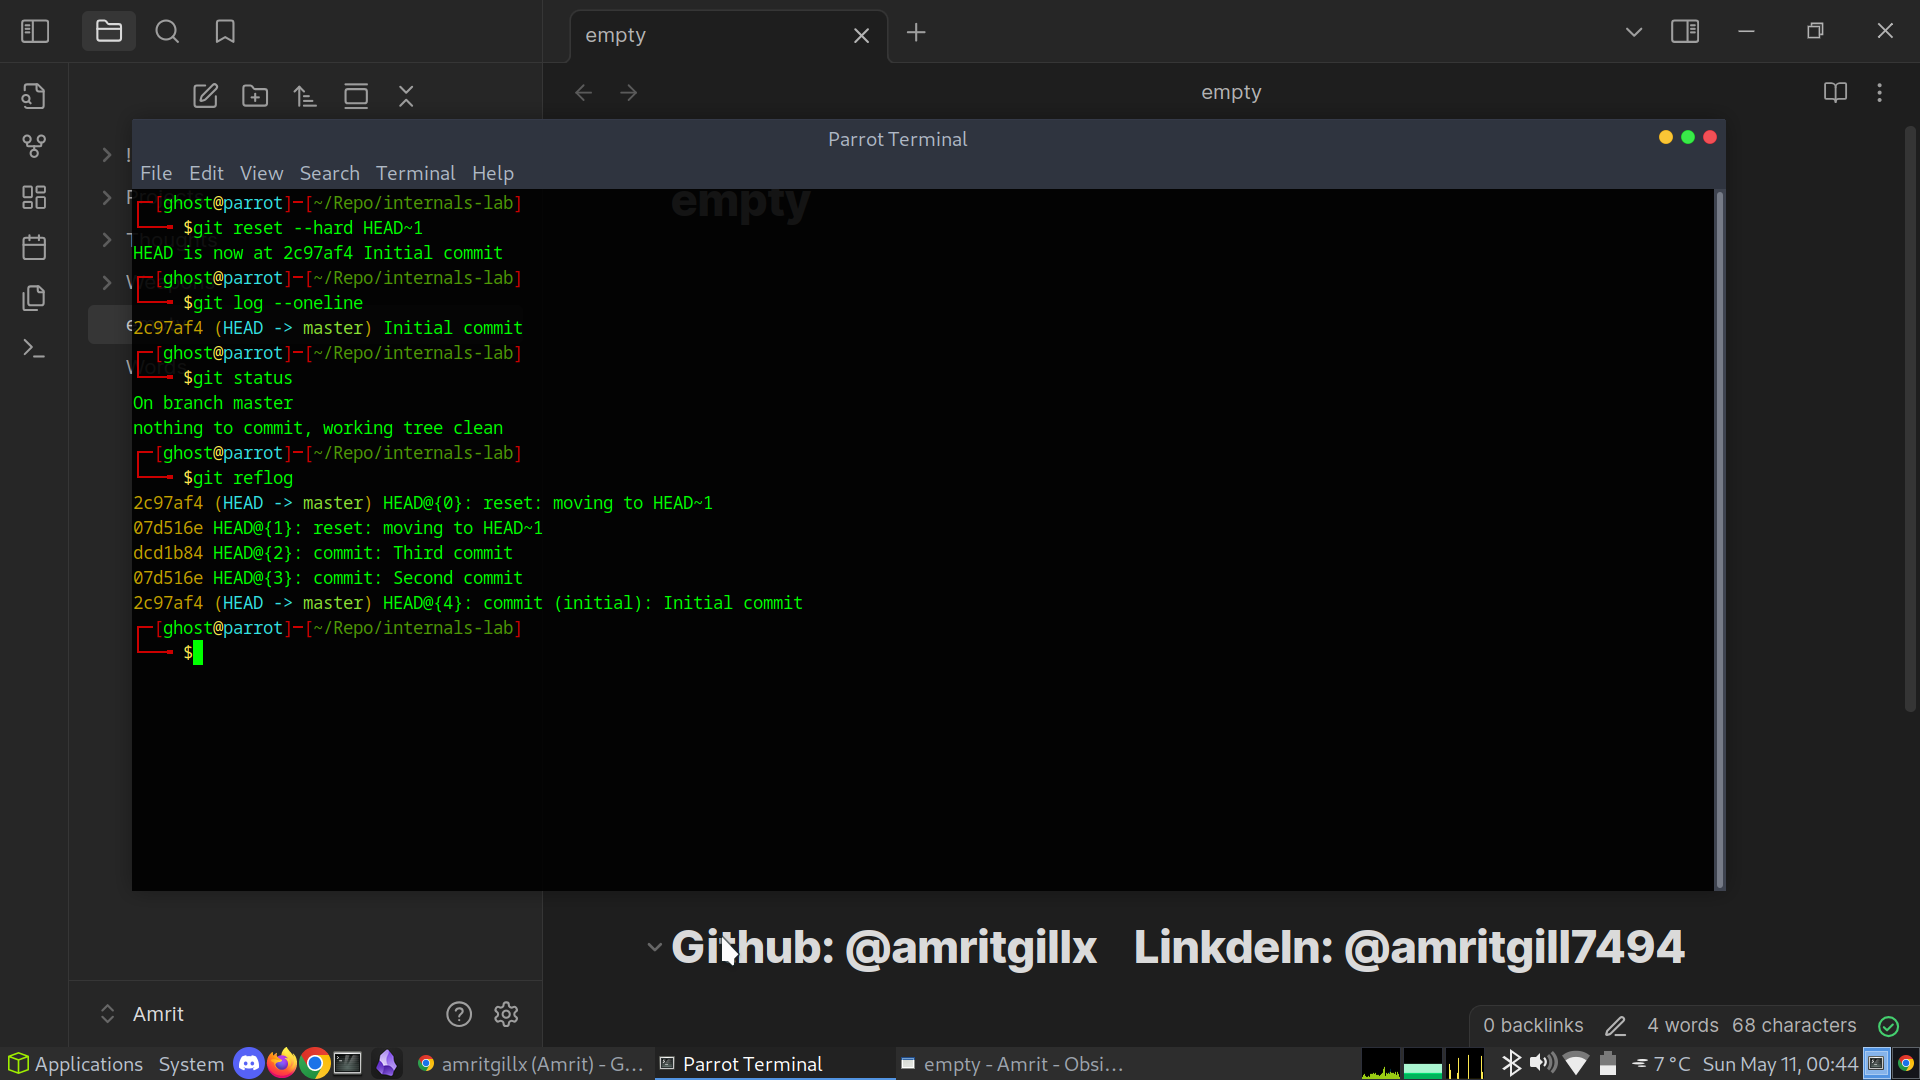 empty
empty
Parrot Terminal
File Edit View Search Terminal Help
empty
┌─[ghost@parrot]─[~/Repo/internals-lab]
└──╼ $git reset --hard HEAD~1
HEAD is now at 2c97af4 Initial commit
┌─[ghost@parrot]─[~/Repo/internals-lab]
└──╼ $git log --oneline
2c97af4 (HEAD -> master) Initial commit
┌─[ghost@parrot]─[~/Repo/internals-lab]
└──╼ $git status
On branch master
nothing to commit, working tree clean
┌─[ghost@parrot]─[~/Repo/internals-lab]
└──╼ $git reflog
2c97af4 (HEAD -> master) HEAD@{0}: reset: moving to HEAD~1
07d516e HEAD@{1}: reset: moving to HEAD~1
dcd1b84 HEAD@{2}: commit: Third commit
07d516e HEAD@{3}: commit: Second commit
2c97af4 (HEAD -> master) HEAD@{4}: commit (initial): Initial commit
┌─[ghost@parrot]─[~/Repo/internals-lab]
└──╼ $
Github: @amritgillx Linkdeln: @amritgill7494
Amrit
0 backlinks 4 words 68 characters
Applications System amritgillx (Amrit) - G... Parrot Terminal empty - Amrit - Obsi... 7 °C Sun May 11, 00:44